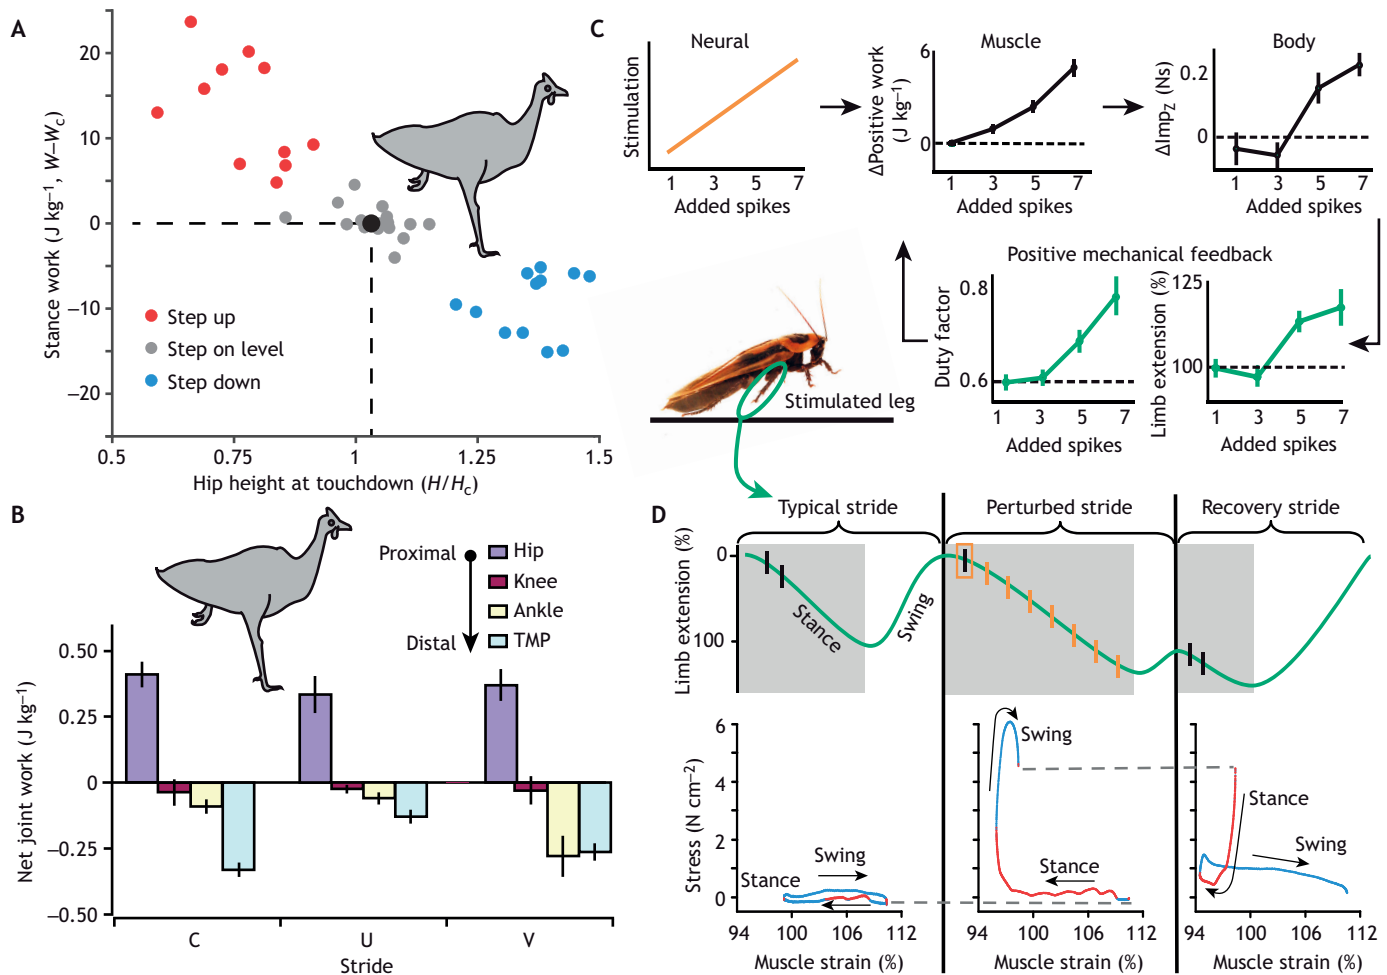 A
20
10
0
−10
−20
Stance work (J kg⁻¹, W–Wc)
Step up
Step on level
Step down
0.5 0.75 1 1.25 1.5
Hip height at touchdown (H/Hc)
B
Proximal
Distal
Hip
Knee
Ankle
TMP
0.50
0.25
0
−0.25
−0.50
Net joint work (J kg⁻¹)
C U V
Stride
C
Neural
Stimulation
1 3 5 7
Added spikes
Muscle
ΔPositive work
(J kg⁻¹)
6
0
1 3 5 7
Added spikes
Body
ΔImpZ (Ns)
0.2
0
1 3 5 7
Added spikes
Positive mechanical feedback
Duty factor
0.8
0.6
1 3 5 7
Added spikes
Limb extension (%)
125
100
1 3 5 7
Added spikes
Stimulated leg
D
Typical stride
Perturbed stride
Recovery stride
Limb extension (%)
0
100
Stance
Swing
Stress (N cm⁻²)
6
4
2
0
Swing
Stance
94 100 106 112
Muscle strain (%)
Swing
Stance
94 100 106 112
Muscle strain (%)
Stance
Swing
94 100 106 112
Muscle strain (%)